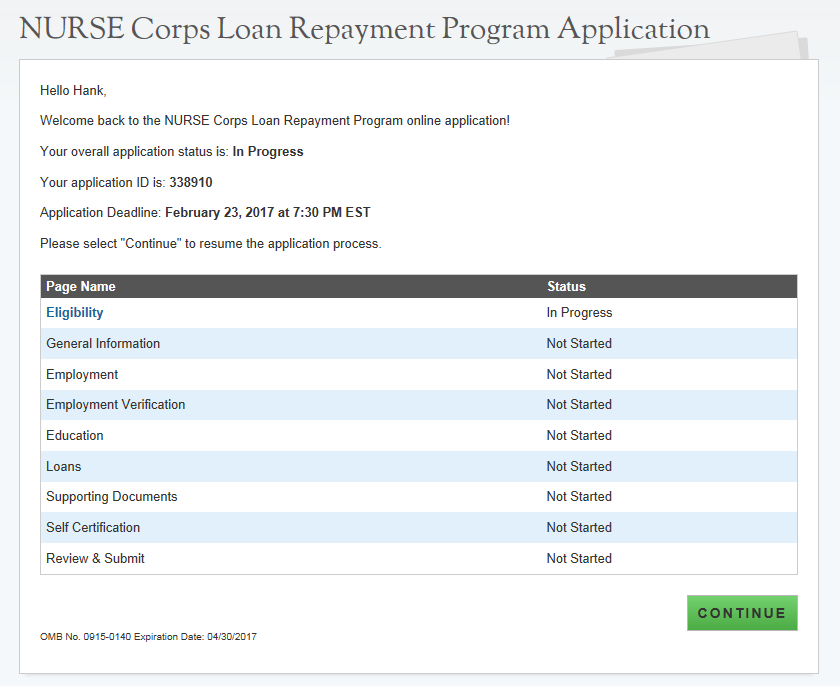 NURSE Corps Loan Repayment Program Application
Hello Hank,
Welcome back to the NURSE Corps Loan Repayment Program online application!
Your overall application status is: In Progress
Your application ID is: 338910
Application Deadline: February 23, 2017 at 7:30 PM EST
Please select "Continue" to resume the application process.
Page Name Status
Eligibility In Progress
General Information Not Started
Employment Not Started
Employment Verification Not Started
Education Not Started
Loans Not Started
Supporting Documents Not Started
Self Certification Not Started
Review & Submit Not Started
CONTINUE
OMB No. 0915-0140 Expiration Date: 04/30/2017